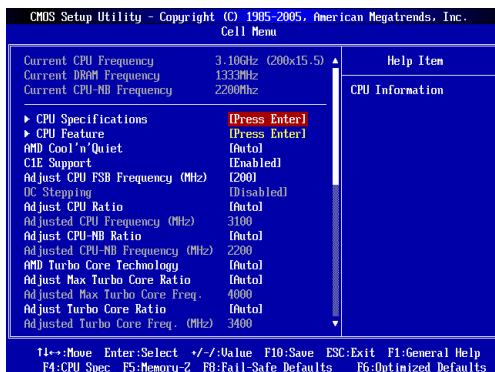 CMOS Setup Utility - Copyright (C) 1985-2005, American Megatrends, Inc.
Cell Menu
Current CPU Frequency 3.10GHz (200x15.5)
Current DRAM Frequency 1333MHz
Current CPU-NB Frequency 2200Mhz
CPU Specifications [Press Enter]
CPU Feature [Press Enter]
AMD Cool'n'Quiet [Auto]
C1E Support [Enabled]
Adjust CPU FSB Frequency (MHz) [200]
OC Stepping [Disabled]
Adjust CPU Ratio [Auto]
Adjusted CPU Frequency (MHz) 3100
Adjust CPU-NB Ratio [Auto]
Adjusted CPU-NB Frequency (MHz) 2200
AMD Turbo Core Technology [Auto]
Adjust Max Turbo Core Ratio [Auto]
Adjusted Max Turbo Core Freq. 4000
Adjust Turbo Core Ratio [Auto]
Adjusted Turbo Core Freq. (MHz) 3400
Help Item
CPU Information
↑↓↔:Move Enter:Select +/-/:Value F10:Save ESC:Exit F1:General Help
F4:CPU Spec F5:Memory-Z F8:Fail-Safe Defaults F6:Optimized Defaults